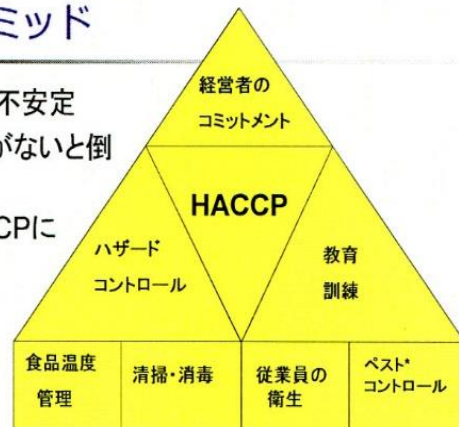 ミッド
不安定
がないと倒
CPに
経営者の
コミットメント
HACCP
ハザード
コントロール
教育
訓練
食品温度
管理
清掃・消毒
従業員の
衛生
ペスト*
コントロール